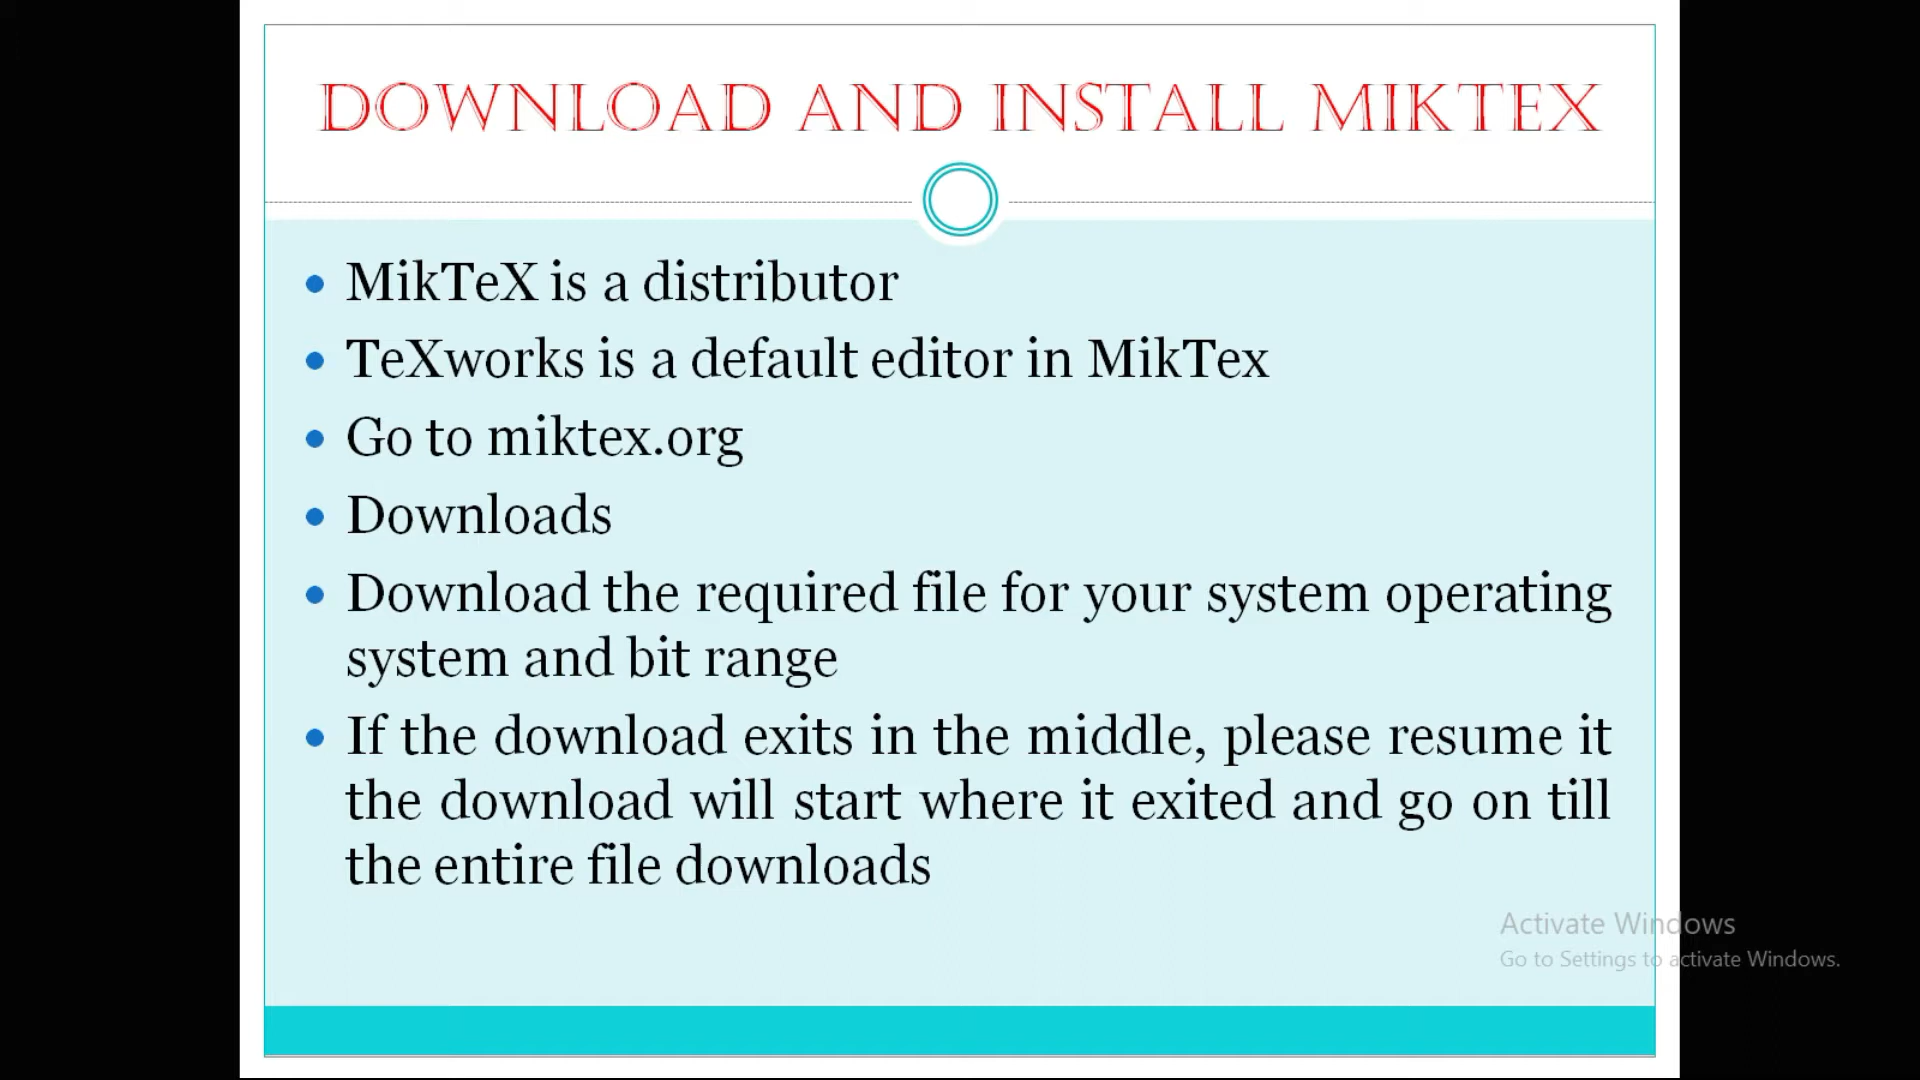 DOWNLOAD AND INSTALL MIKTEX
• MikTeX is a distributor
• TeXworks is a default editor in MikTex
• Go to miktex.org
• Downloads
• Download the required file for your system operating
system and bit range
• If the download exits in the middle, please resume it
the download will start where it exited and go on till
the entire file downloads
Activate Windows
Go to Settings to activate Windows.